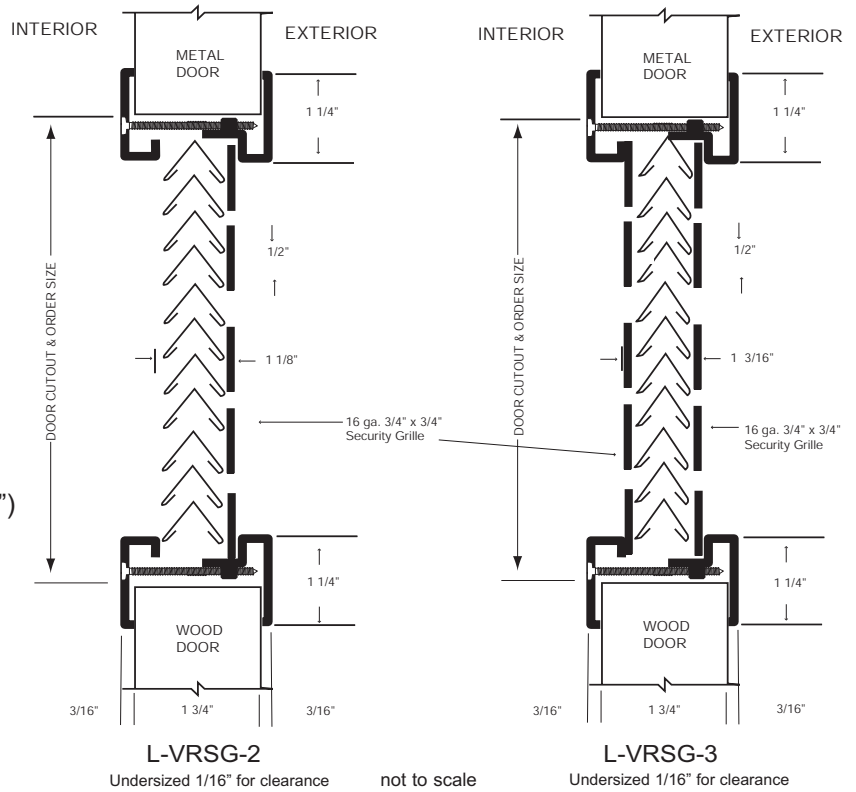 INTERIOR
EXTERIOR
METAL
DOOR
1 1/4"
DOOR CUTOUT & ORDER SIZE
1/2"
1 1/8"
16 ga. 3/4" x 3/4"
Security Grille
")
1 1/4"
WOOD
DOOR
3/16"
1 3/4"
3/16"
L-VRSG-2
Undersized 1/16” for clearance
not to scale
INTERIOR
EXTERIOR
METAL
DOOR
1 1/4"
DOOR CUTOUT & ORDER SIZE
1/2"
1 3/16"
16 ga. 3/4" x 3/4"
Security Grille
1 1/4"
WOOD
DOOR
3/16"
1 3/4"
3/16"
L-VRSG-3
Undersized 1/16” for clearance